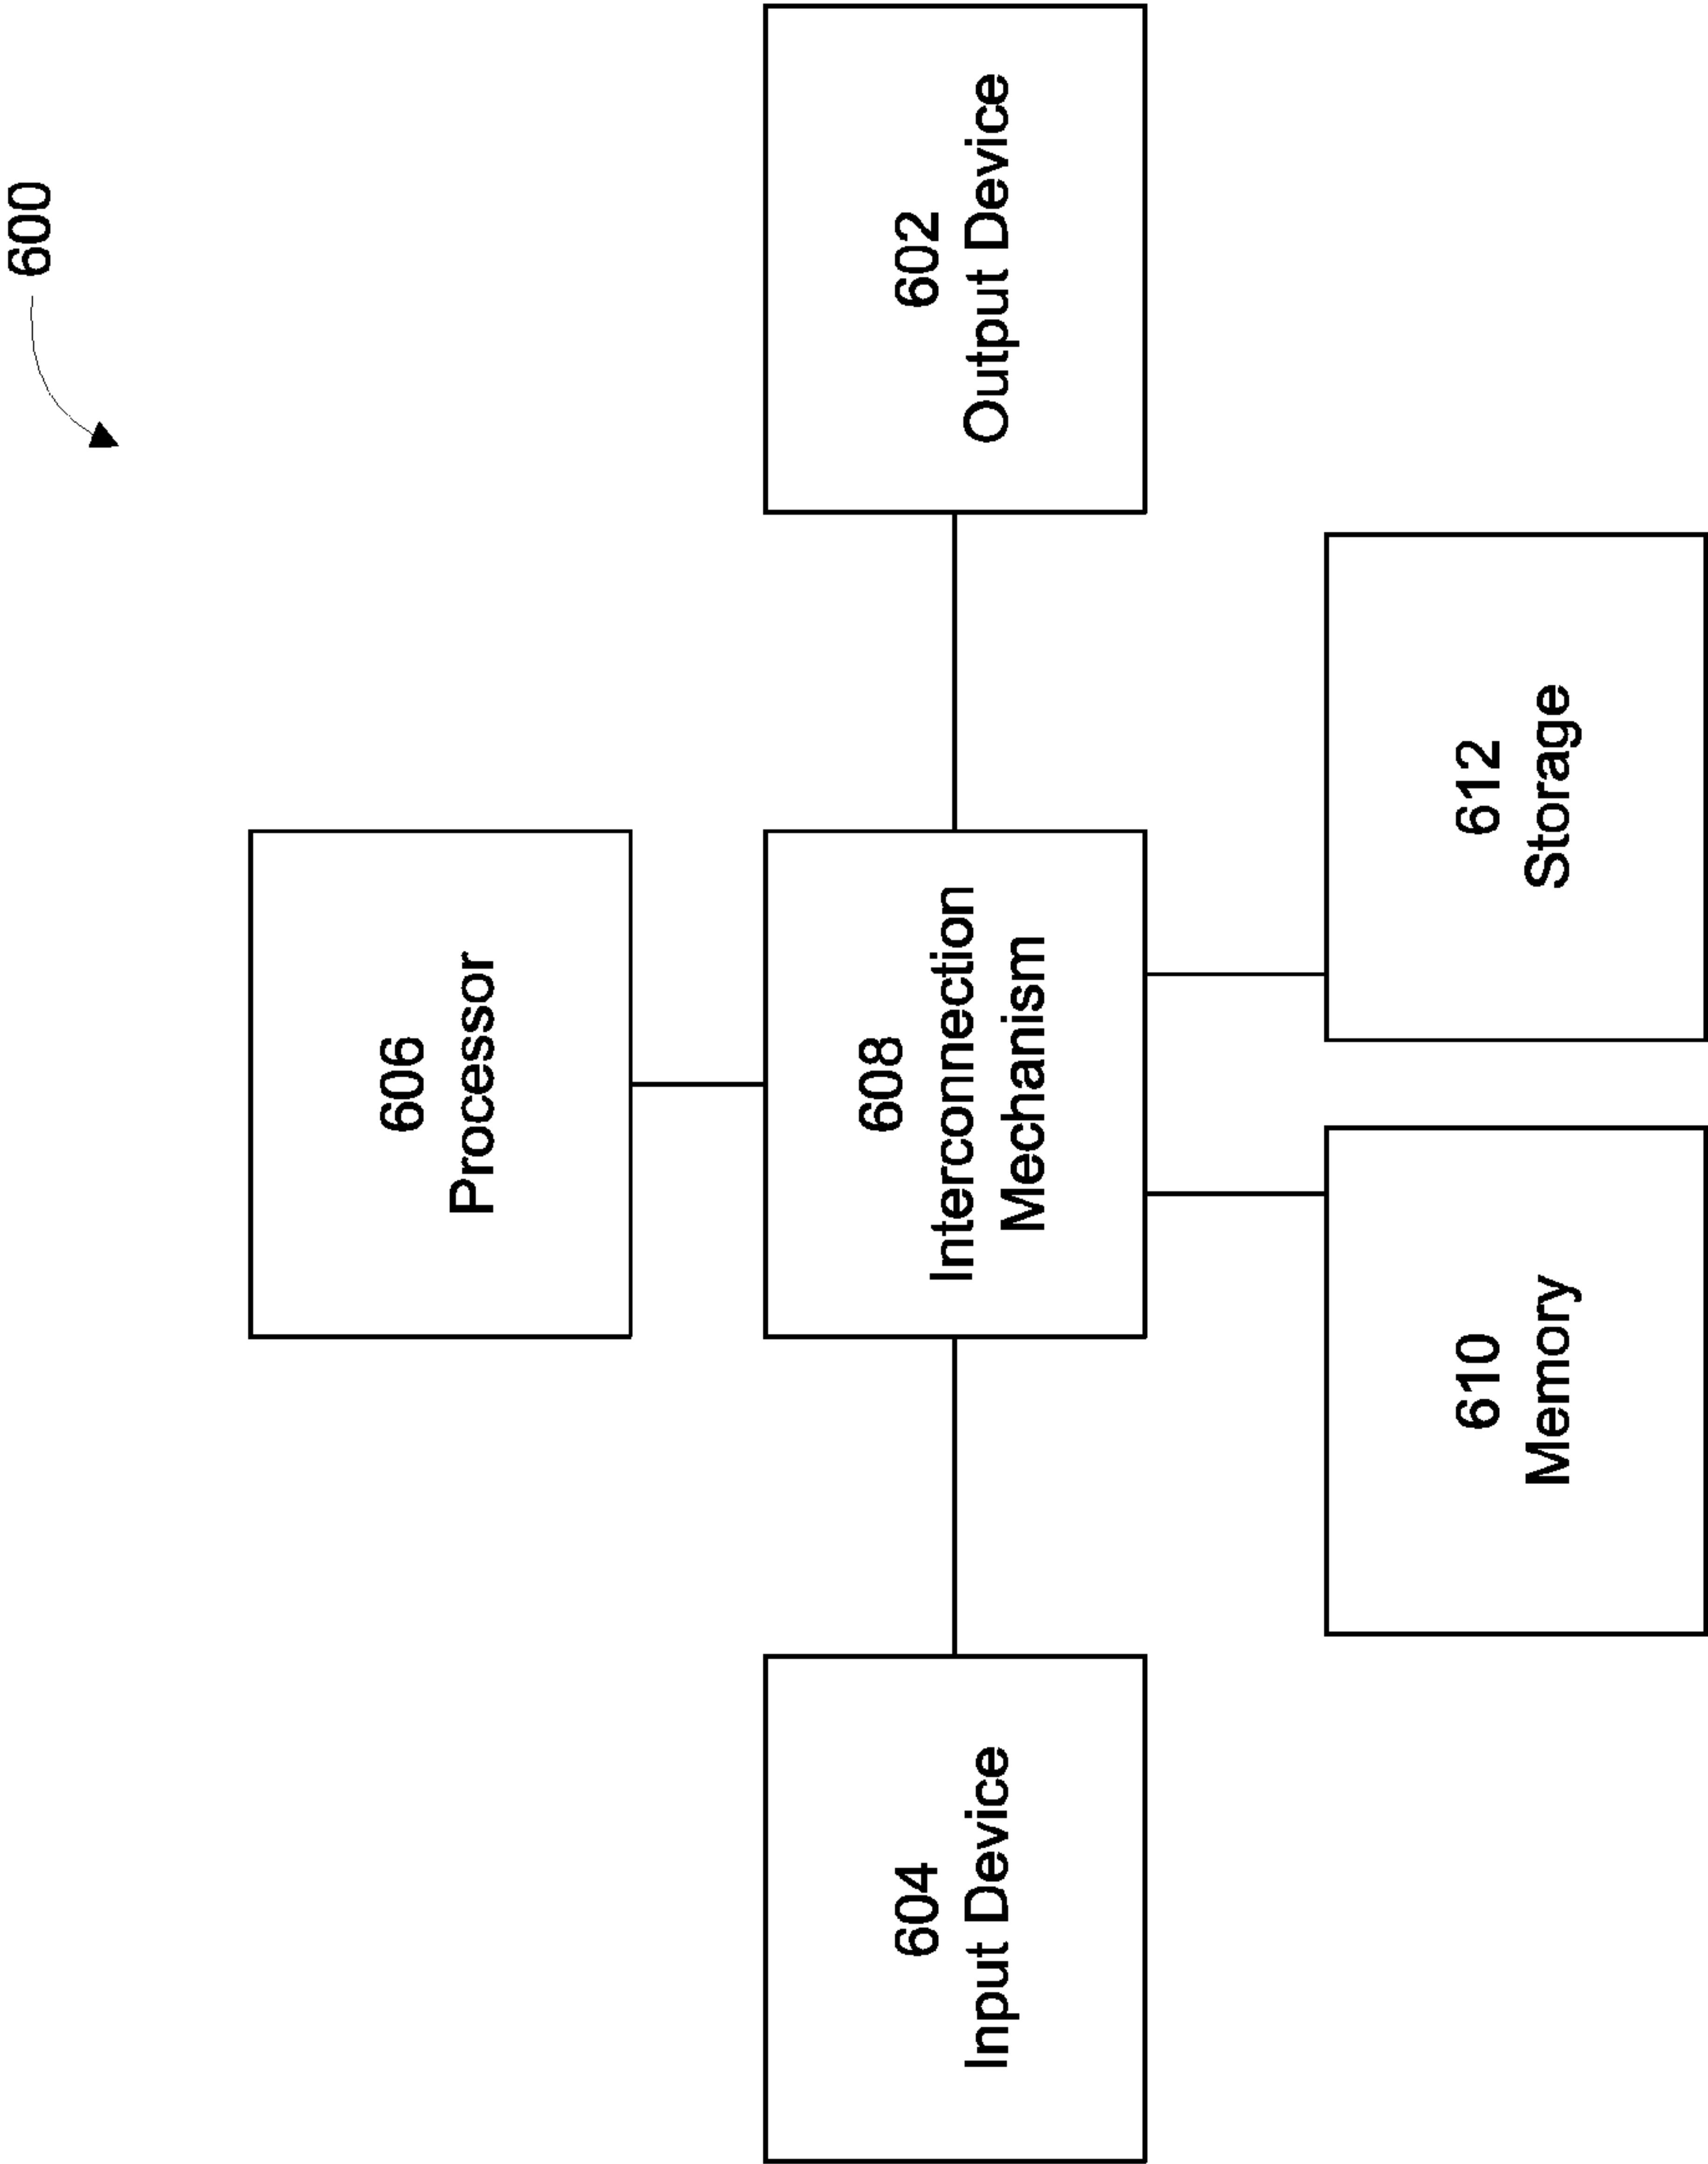 600
606
Processor
604
Input Device
608
Interconnection
Mechanism
602
Output Device
610
Memory
612
Storage